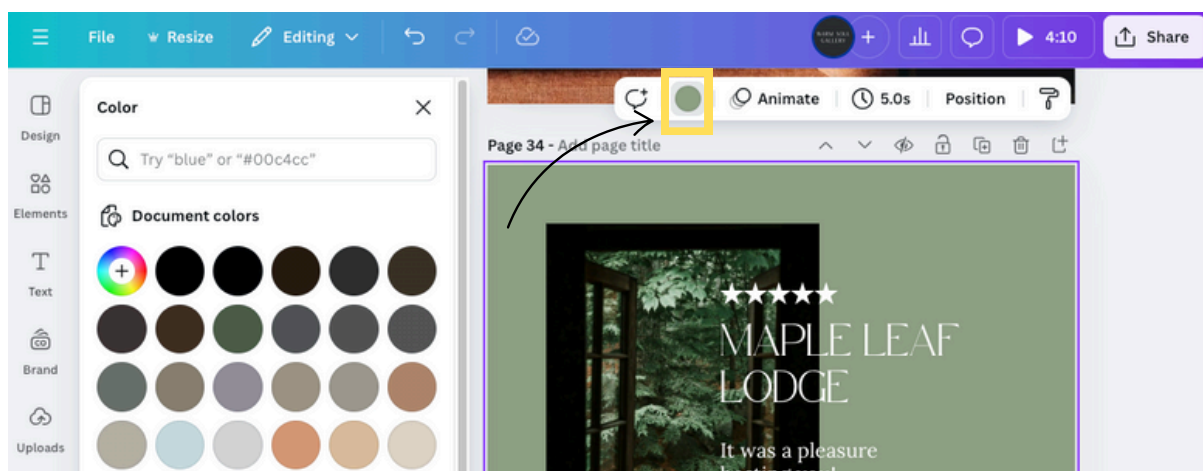 File
Resize
Editing
4:10
Share
Design
Elements
Text
Brand
CO
Uploads
Color
Try “blue” or “#00c4cc”
Document colors
Animate
5.0s
Position
Page 34 - Add page title
★★★★★
MAPLE LEAF
LODGE
It was a pleasure